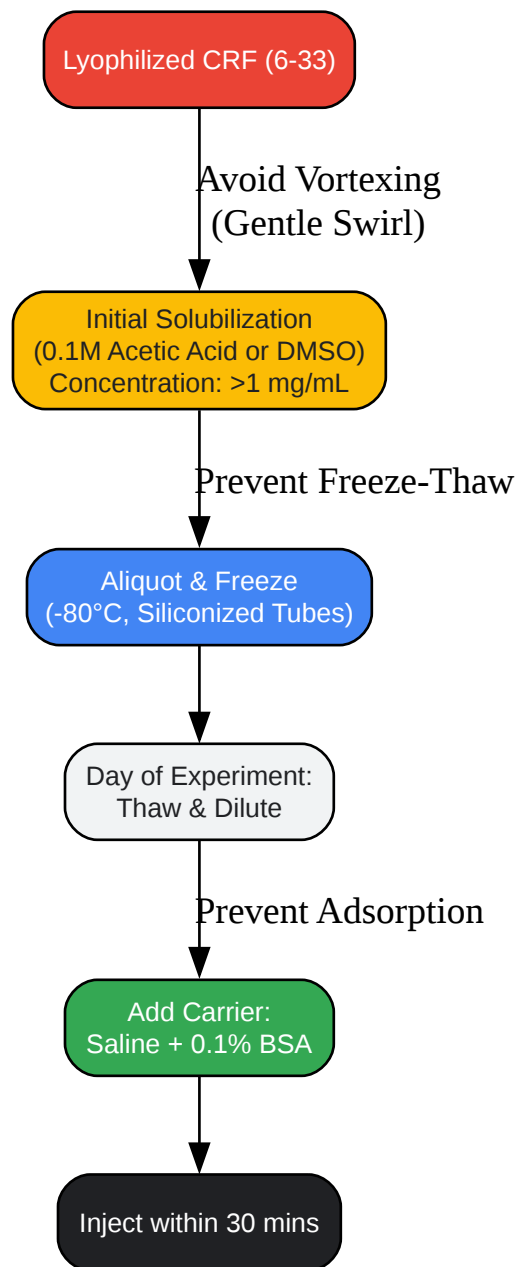 Lyophilized CRF (6-33)
Avoid Vortexing
(Gentle Swirl)
Initial Solubilization
(0.1M Acetic Acid or DMSO)
Concentration: >1 mg/mL
Prevent Freeze-Thaw
Aliquot & Freeze
(-80°C, Siliconized Tubes)
Day of Experiment:
Thaw & Dilute
Prevent Adsorption
Add Carrier:
Saline + 0.1% BSA
Inject within 30 mins